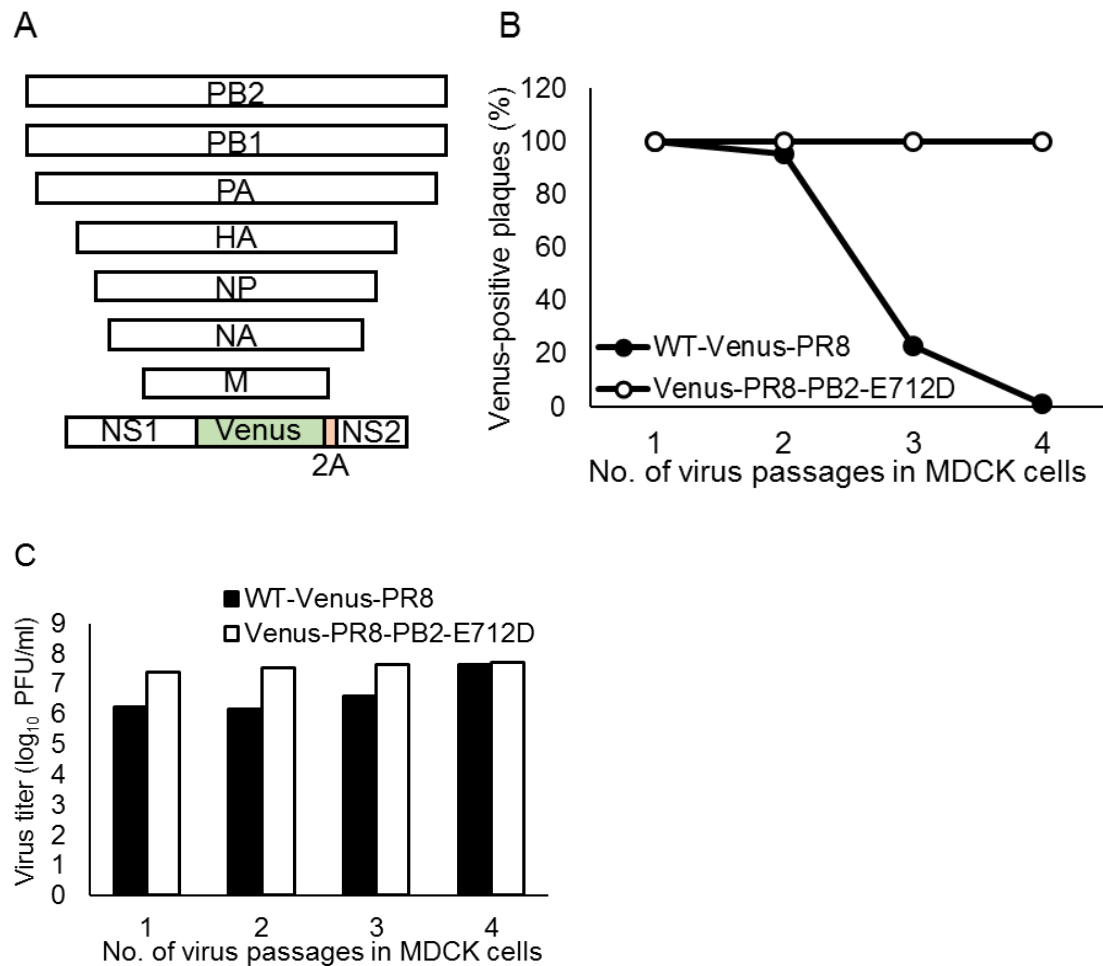 A
PB2
PB1
PA
HA
NP
NA
M
NS1 Venus NS2
2A
B
Venus-positive plaques (%)
120
100
80
60
40
20
0
WT-Venus-PR8
Venus-PR8-PB2-E712D
1 2 3 4
No. of virus passages in MDCK cells
C
WT-Venus-PR8
Venus-PR8-PB2-E712D
Virus titer (log₁₀ PFU/ml)
9
8
7
6
5
4
3
2
1
0
1 2 3 4
No. of virus passages in MDCK cells